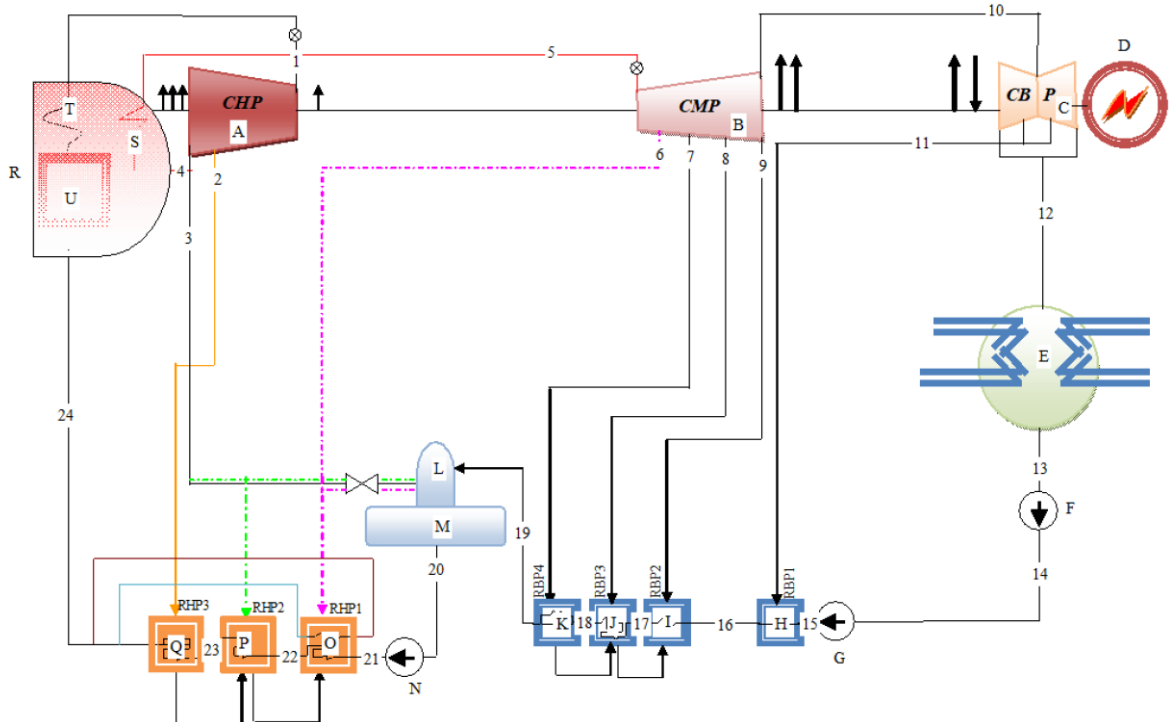 10
D
5
1
T
CHP
CMP
CB
P
C
A
B
S
11
R
4
2
6
7
8
9
U
12
3
E
24
L
13
F
M
19
20
14
RBP4
RBP3
RBP2
RBP1
RHP3
RHP2
RHP1
K
18
J
17
I
16
H
15
Q
23
P
22
O
21
N
G